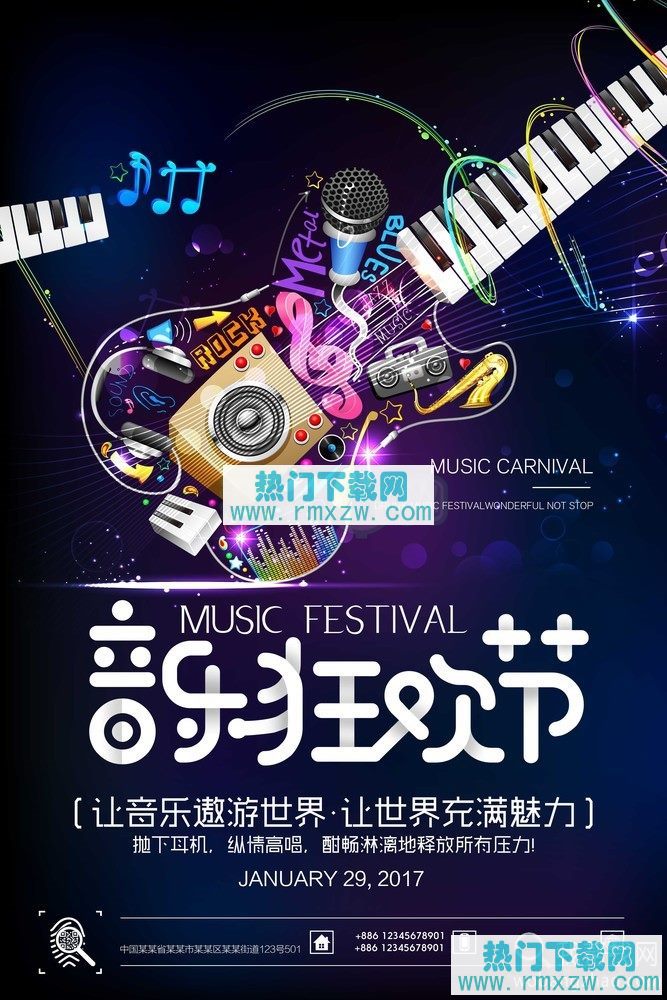 Metal
BLUES
JAZZ
MUSIC
ROCK
SOUND
MUSIC CARNIVAL
热门下载网
IC FESTIVALWONDERFUL NOT STOP
www.rmxzw.com
MUSIC FESTIVAL
音乐狂欢节
[让音乐遨游世界·让世界充满魅力]
抛下耳机，纵情高唱，酣畅淋漓地释放所有压力!
JANUARY 29, 2017
中国某某省某某市某某区某某街道123号501
+886 12345678901
+886 12345678901
热门下载网
www.rmxzw.com